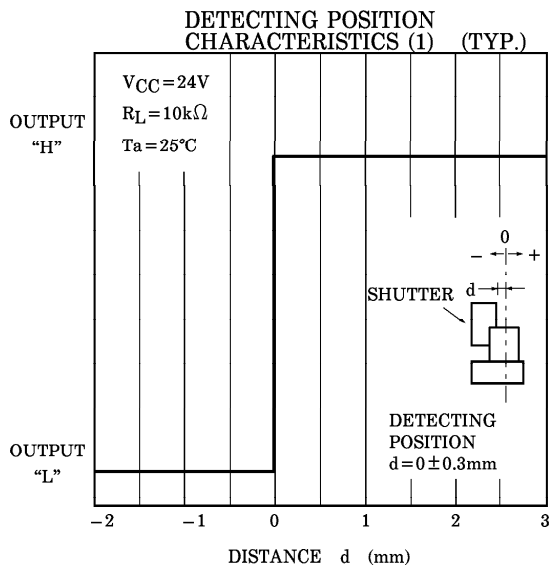 DETECTING POSITION
CHARACTERISTICS (1) (TYP.)
VCC=24V
RL=10kΩ
Ta=25℃
OUTPUT
“H”
0
− +
d
SHUTTER
DETECTING
POSITION
d=0±0.3mm
OUTPUT
“L”
−2 −1 0 1 2 3
DISTANCE d (mm)